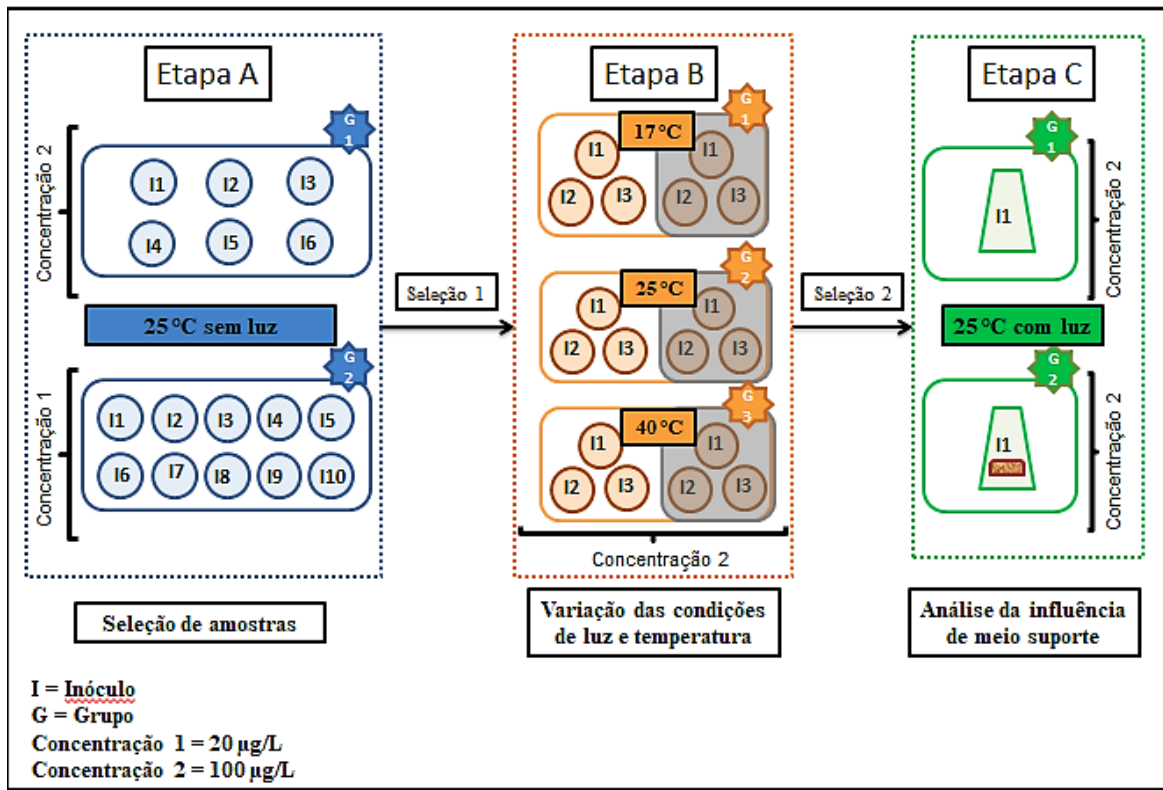 Etapa A
G
1
Concentração 2
I1 I2 I3
I4 I5 I6
25 °C sem luz
G
2
Concentração 1
I1 I2 I3 I4 I5
I6 I7 I8 I9 I10
Seleção de amostras
Seleção 1
Etapa B
G
1
17 °C
I1 I1
I2 I3 I2 I3
G
2
25 °C
I1 I1
I2 I3 I2 I3
G
3
40 °C
I1 I1
I2 I3 I2 I3
Concentração 2
Variação das condições
de luz e temperatura
Seleção 2
Etapa C
G
1
I1
Concentração 2
25 °C com luz
G
2
I1
Concentração 2
Análise da influência
de meio suporte
I = Inóculo
G = Grupo
Concentração 1 = 20 µg/L
Concentração 2 = 100 µg/L